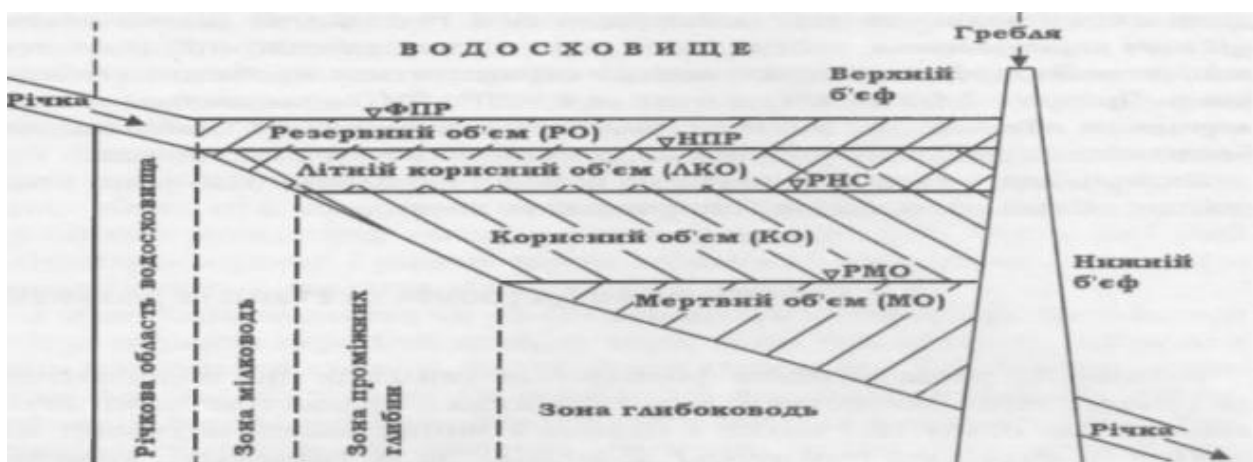 Гребля
ВОДОСХОВИЩЕ
Верхній
б'єф
Річка
ФПР
Резервний об'єм (РО)
НПР
Літній корисний об'єм (ЛКО)
РНС
Корисний об'єм (КО)
РМО
Мертвий об'єм (МО)
Нижній
б'єф
Річкова область водосховища
Зона мілководь
Зона проміжних
глибин
Зона глибоководь
Річка